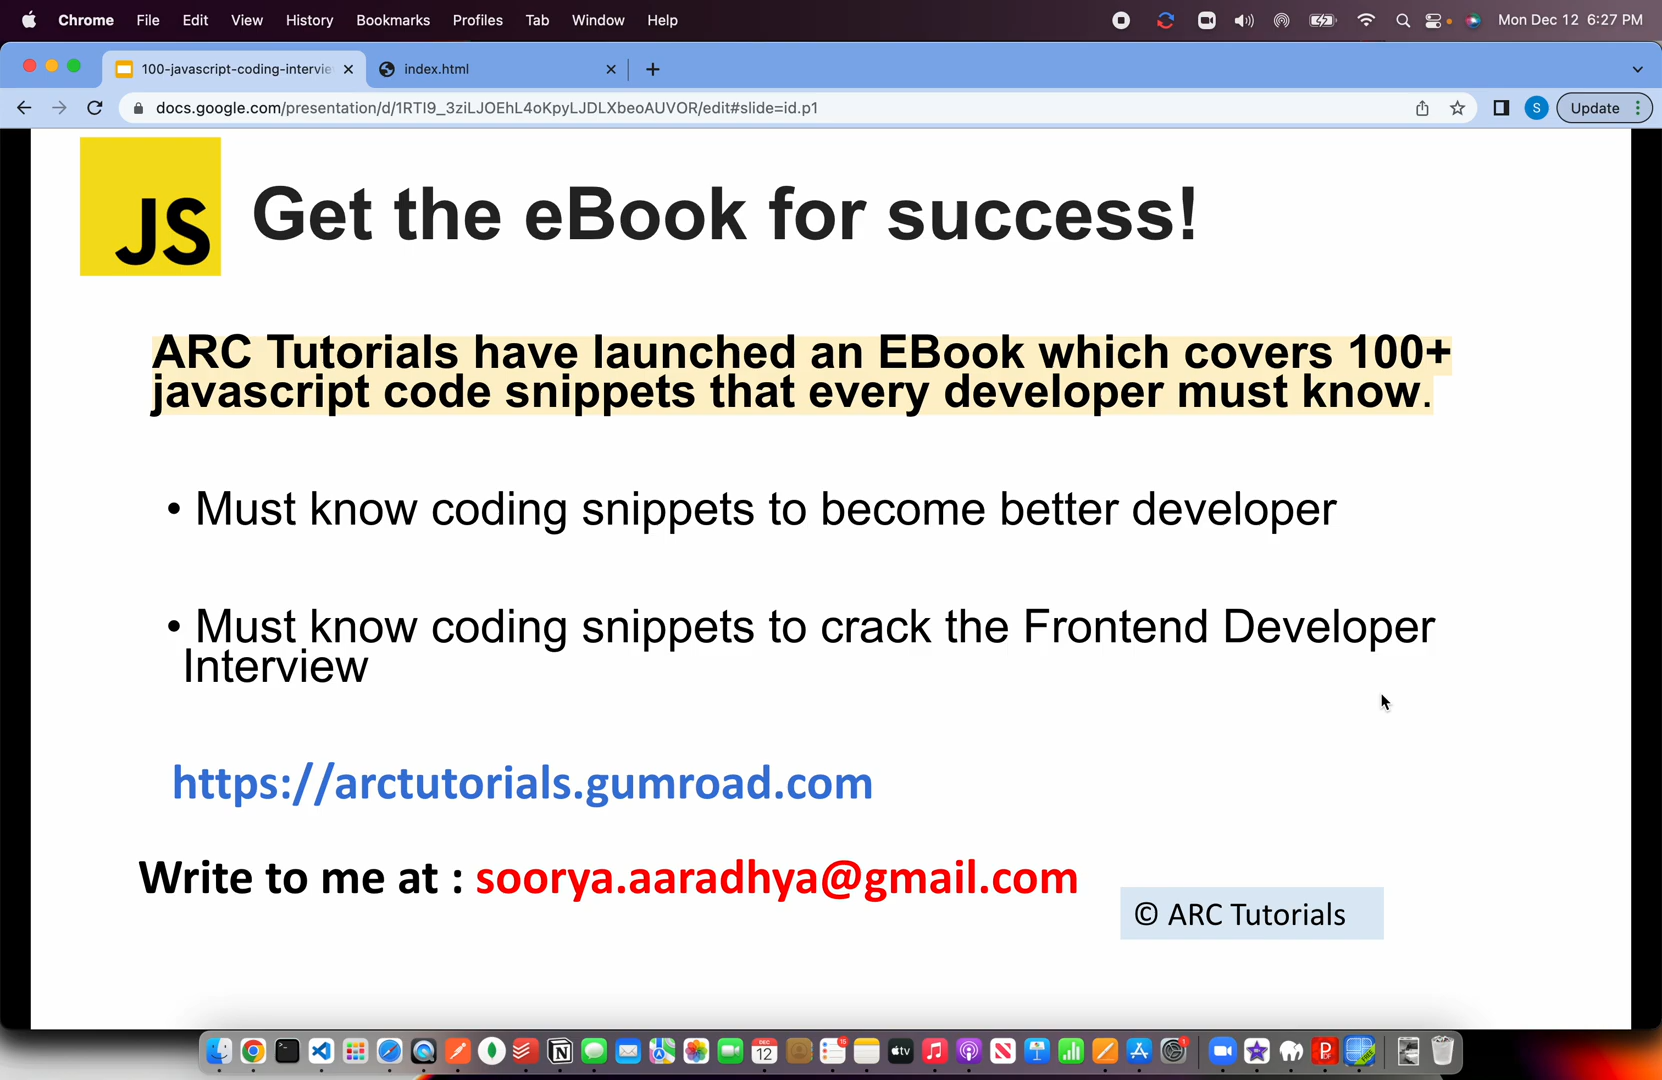 Chrome File Edit View History Bookmarks Profiles Tab Window Help Mon Dec 12 6:27 PM
100-javascript-coding-intervie index.html
docs.google.com/presentation/d/1RTI9_3ziLJOEhL4oKpyLJDLXbeoAUVOR/edit#slide=id.p1 S Update
JS
Get the eBook for success!
ARC Tutorials have launched an EBook which covers 100+
javascript code snippets that every developer must know.
• Must know coding snippets to become better developer
• Must know coding snippets to crack the Frontend Developer
Interview
https://arctutorials.gumroad.com
Write to me at : soorya.aaradhya@gmail.com
© ARC Tutorials